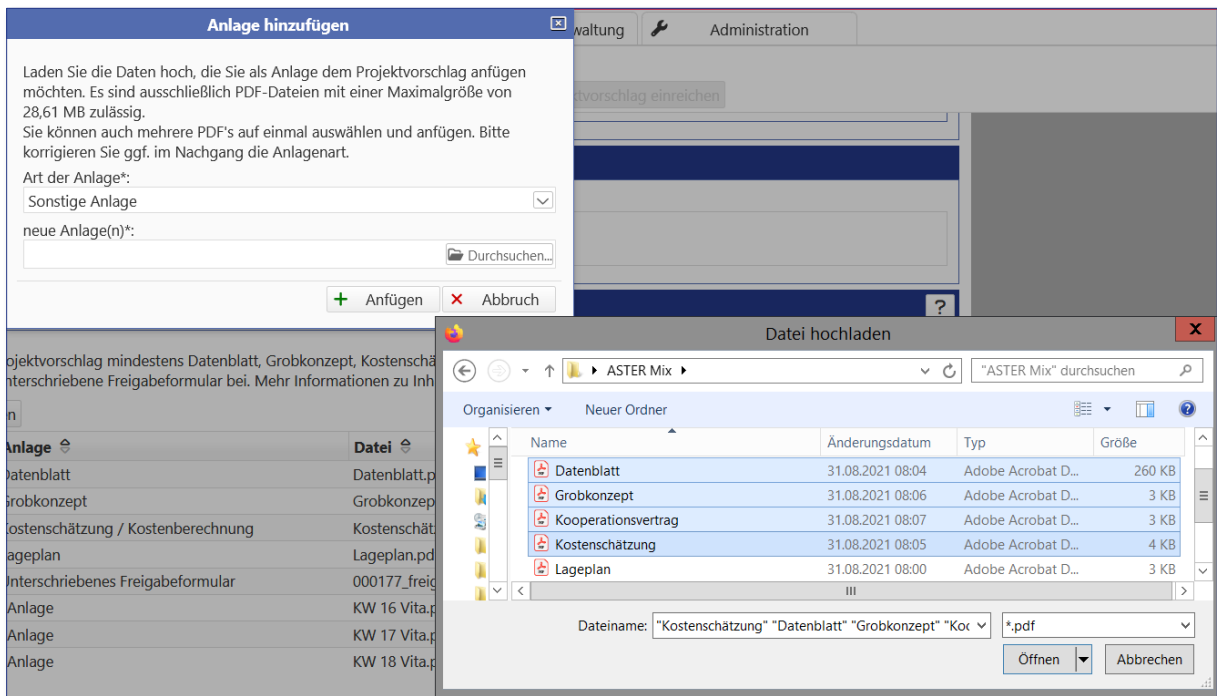 Anlage hinzufügen
waltung
Administration
Laden Sie die Daten hoch, die Sie als Anlage dem Projektvorschlag anfügen
möchten. Es sind ausschließlich PDF-Dateien mit einer Maximalgröße von
28,61 MB zulässig.
Sie können auch mehrere PDF's auf einmal auswählen und anfügen. Bitte
korrigieren Sie ggf. im Nachgang die Anlagenart.
ktvorschlag einreichen
Art der Anlage*:
Sonstige Anlage
neue Anlage(n)*:
Durchsuchen...
+ Anfügen
Abbruch
?
ojektvorschlag mindestens Datenblatt, Grobkonzept, Kostenschä
nterschriebene Freigabeformular bei. Mehr Informationen zu Inh
n
Anlage Datei
Datenblatt Datenblatt.p
Grobkonzept Grobkonzep
Kostenschätzung / Kostenberechnung Kostenschät
ageplan Lageplan.pd
Unterschriebenes Freigabeformular 000177_freig
Anlage KW 16 Vita.p
Anlage KW 17 Vita.p
Anlage KW 18 Vita.p
Datei hochladen
X
ASTER Mix
"ASTER Mix" durchsuchen
Organisieren Neuer Ordner
?
Name Änderungsdatum Typ Größe
Datenblatt 31.08.2021 08:04 Adobe Acrobat D... 260 KB
Grobkonzept 31.08.2021 08:06 Adobe Acrobat D... 3 KB
Kooperationsvertrag 31.08.2021 08:07 Adobe Acrobat D... 3 KB
Kostenschätzung 31.08.2021 08:05 Adobe Acrobat D... 4 KB
Lageplan 31.08.2021 08:00 Adobe Acrobat D... 3 KB
Dateiname: "Kostenschätzung" "Datenblatt" "Grobkonzept" "Koc *.pdf
Öffnen Abbrechen